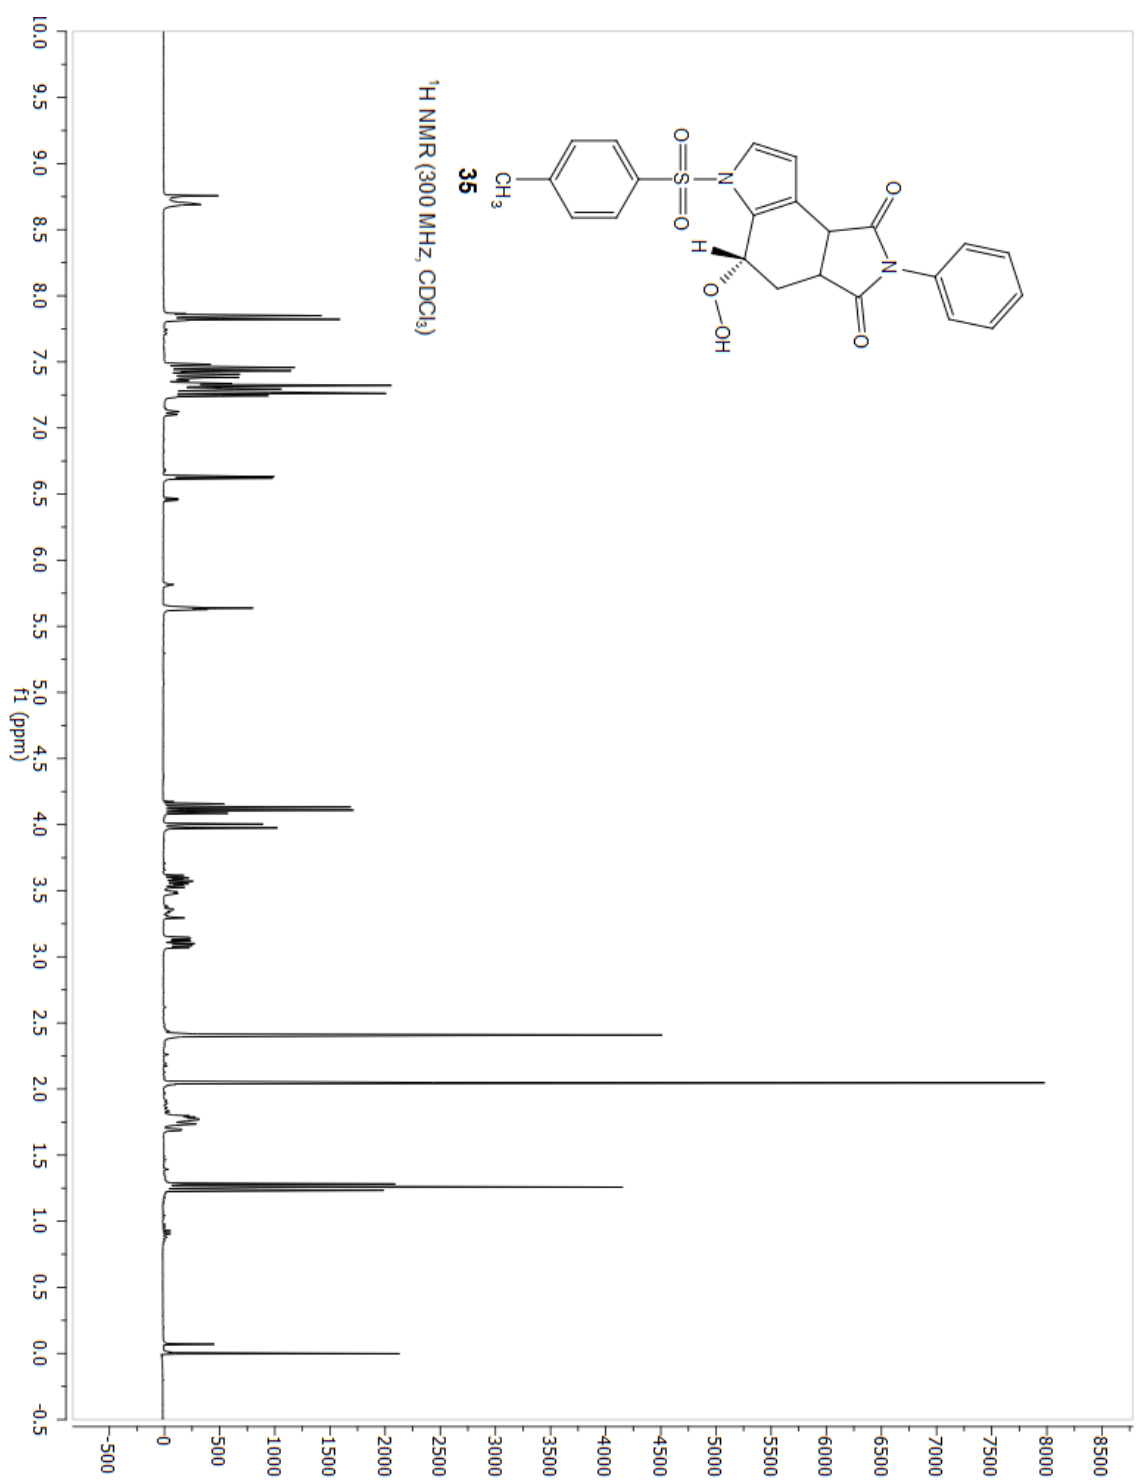 O
N
O
OH
O
H
N
O
S
O
CH3
35
¹H NMR (300 MHz, CDCl₃)
10.0 9.5 9.0 8.5 8.0 7.5 7.0 6.5 6.0 5.5 5.0 4.5 4.0 3.5 3.0 2.5 2.0 1.5 1.0 0.5 0.0 -0.5
f1 (ppm)
8500
8000
7500
7000
6500
6000
5500
5000
4500
4000
3500
3000
2500
2000
1500
1000
500
0
-500